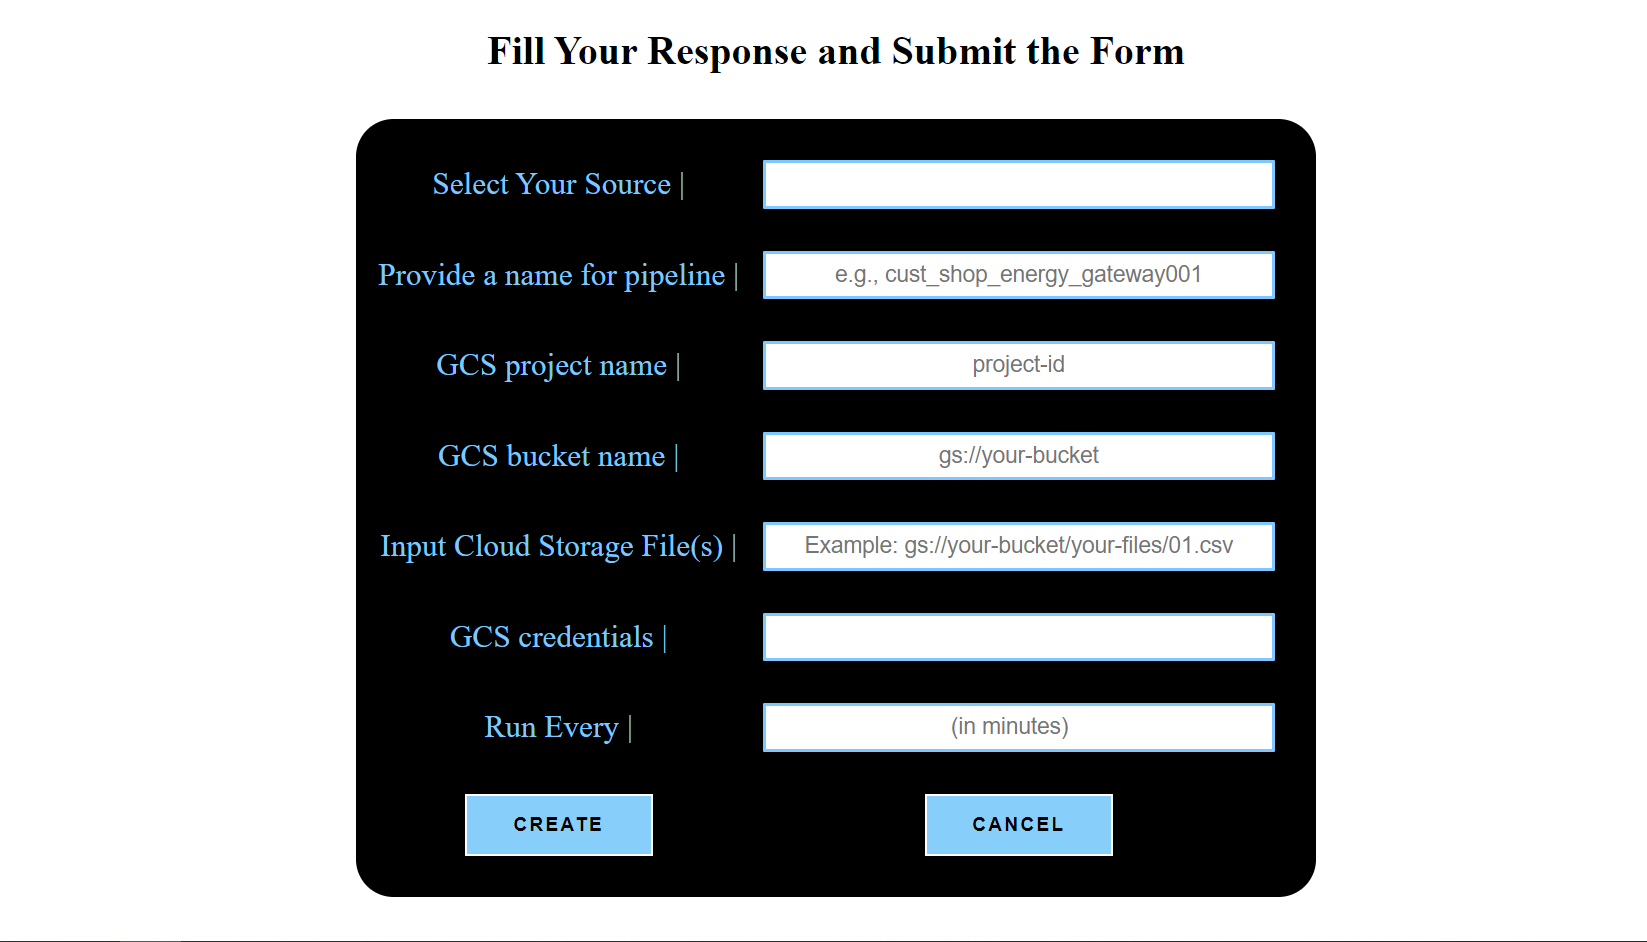 Fill Your Response and Submit the Form
Select Your Source |
Provide a name for pipeline | e.g., cust_shop_energy_gateway001
GCS project name | project-id
GCS bucket name | gs://your-bucket
Input Cloud Storage File(s) | Example: gs://your-bucket/your-files/01.csv
GCS credentials |
Run Every | (in minutes)
CREATE CANCEL